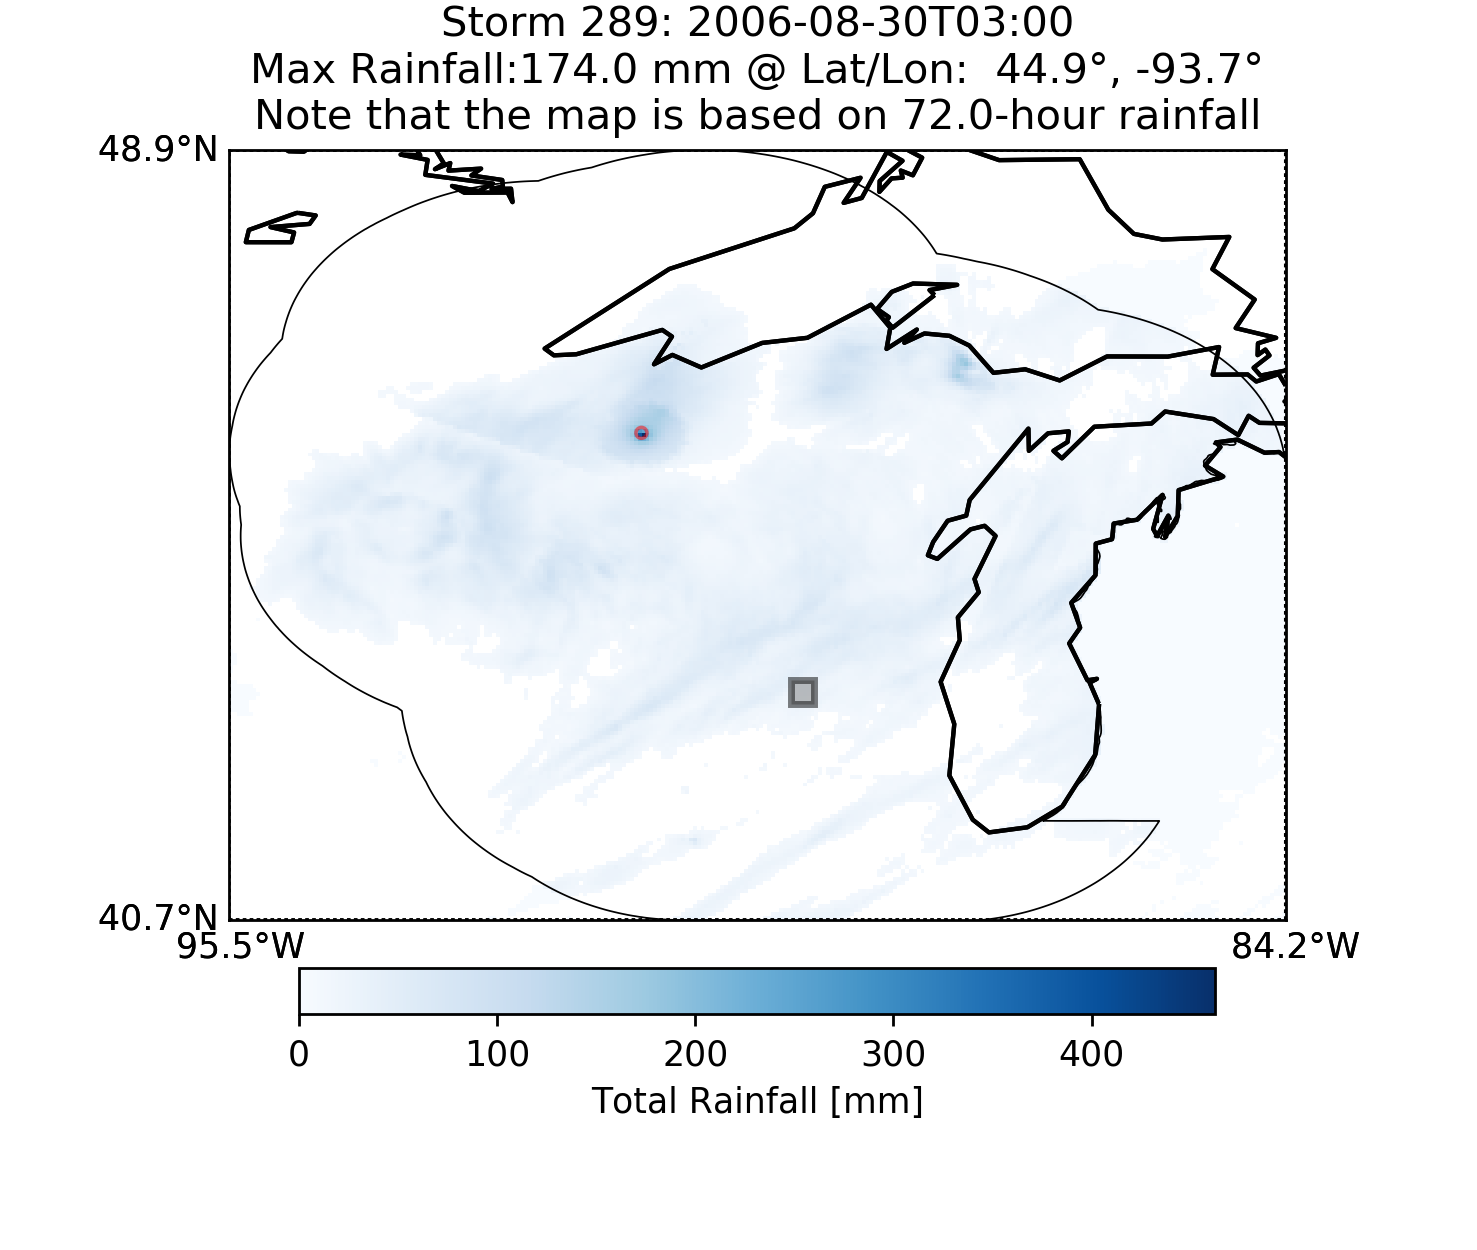 Storm 289: 2006-08-30T03:00
Max Rainfall:174.0 mm @ Lat/Lon:  44.9°, -93.7°
Note that the map is based on 72.0-hour rainfall
48.9°N
40.7°N
95.5°W 84.2°W
0 100 200 300 400
Total Rainfall [mm]